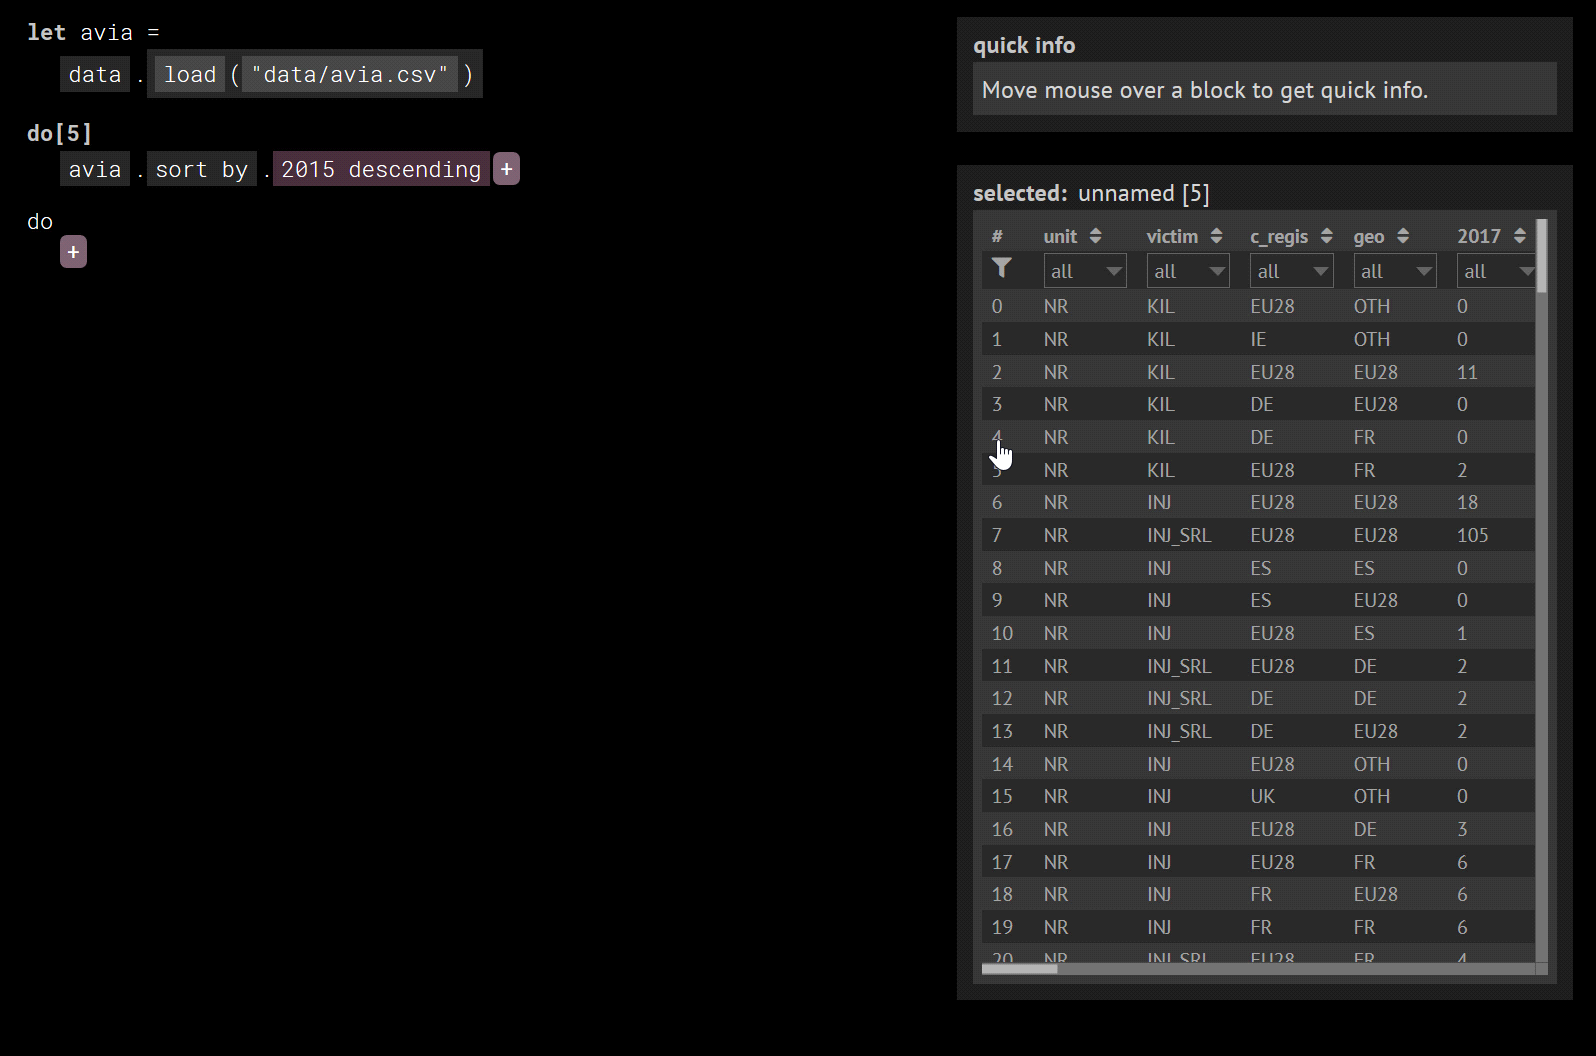 let avia =
data . load ( "data/avia.csv" )
do[5]
avia . sort by . 2015 descending +
do
+
quick info
Move mouse over a block to get quick info.
selected: unnamed [5]
# unit victim c_regis geo 2017
all all all all all
0 NR KIL EU28 OTH 0
1 NR KIL IE OTH 0
2 NR KIL EU28 EU28 11
3 NR KIL DE EU28 0
4 NR KIL DE FR 0
5 NR KIL EU28 FR 2
6 NR INJ EU28 EU28 18
7 NR INJ_SRL EU28 EU28 105
8 NR INJ ES ES 0
9 NR INJ ES EU28 0
10 NR INJ EU28 ES 1
11 NR INJ_SRL EU28 DE 2
12 NR INJ_SRL DE DE 2
13 NR INJ_SRL DE EU28 2
14 NR INJ EU28 OTH 0
15 NR INJ UK OTH 0
16 NR INJ EU28 DE 3
17 NR INJ EU28 FR 6
18 NR INJ FR EU28 6
19 NR INJ FR FR 6
20 NR INJ_SRL EU28 FR 4